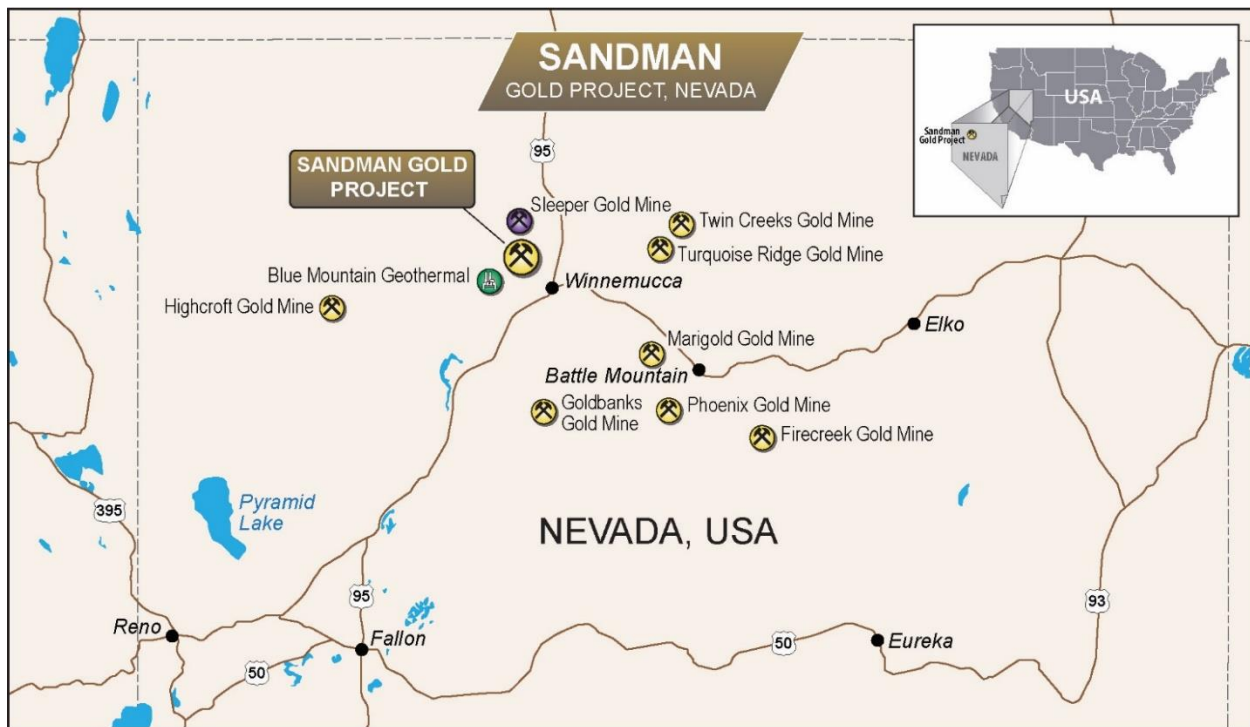 SANDMAN
GOLD PROJECT, NEVADA
USA
Sandman
Gold Project
NEVADA
95
SANDMAN GOLD
PROJECT
Sleeper Gold Mine
Twin Creeks Gold Mine
Turquoise Ridge Gold Mine
Blue Mountain Geothermal
Winnemucca
Highcroft Gold Mine
Elko
Marigold Gold Mine
Battle Mountain
Goldbanks
Gold Mine
Phoenix Gold Mine
Firecreek Gold Mine
Pyramid
Lake
395
NEVADA, USA
95
93
Reno
Fallon
50
50
Eureka